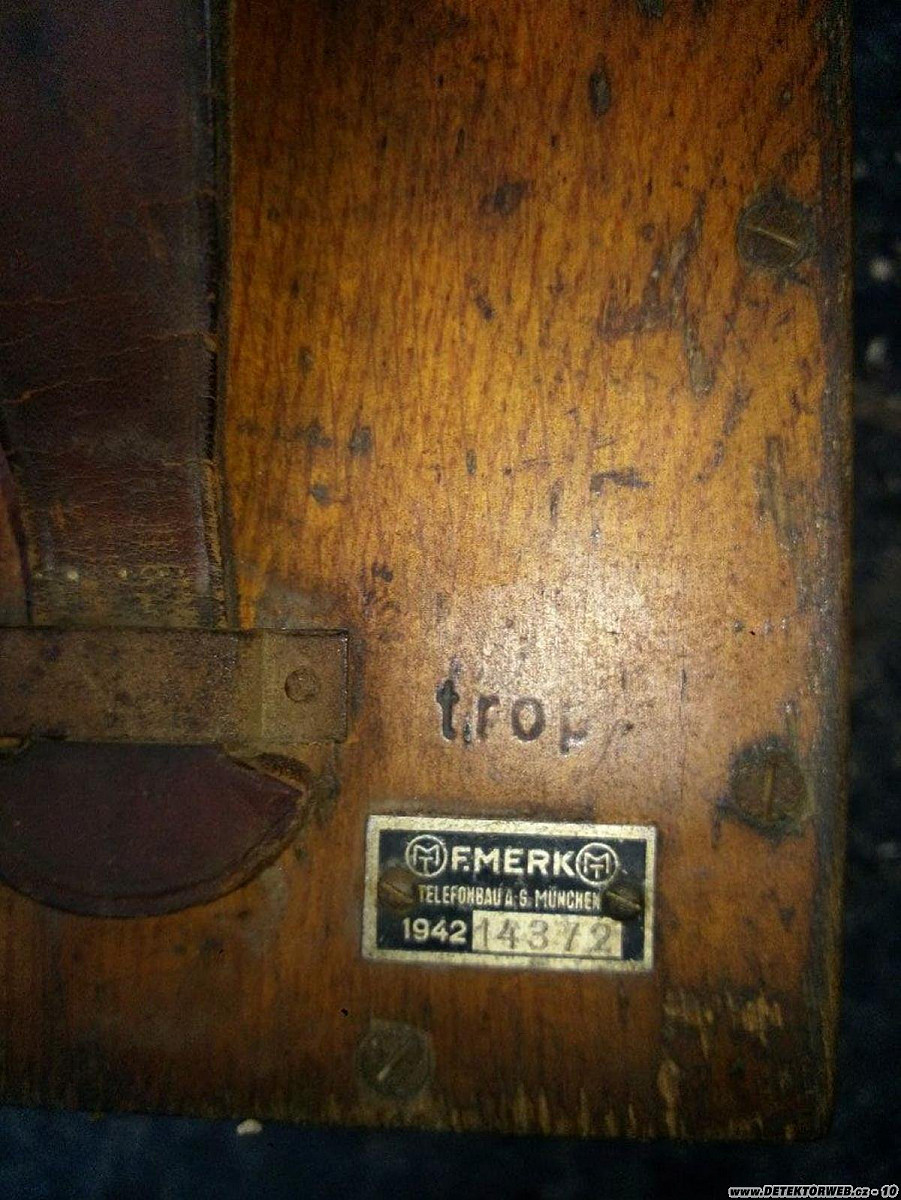 trop
F.MERK
TELEFONBAU A·G. MÜNCHEN
1942 14372
www.DETEKTORWEB.cz - 10